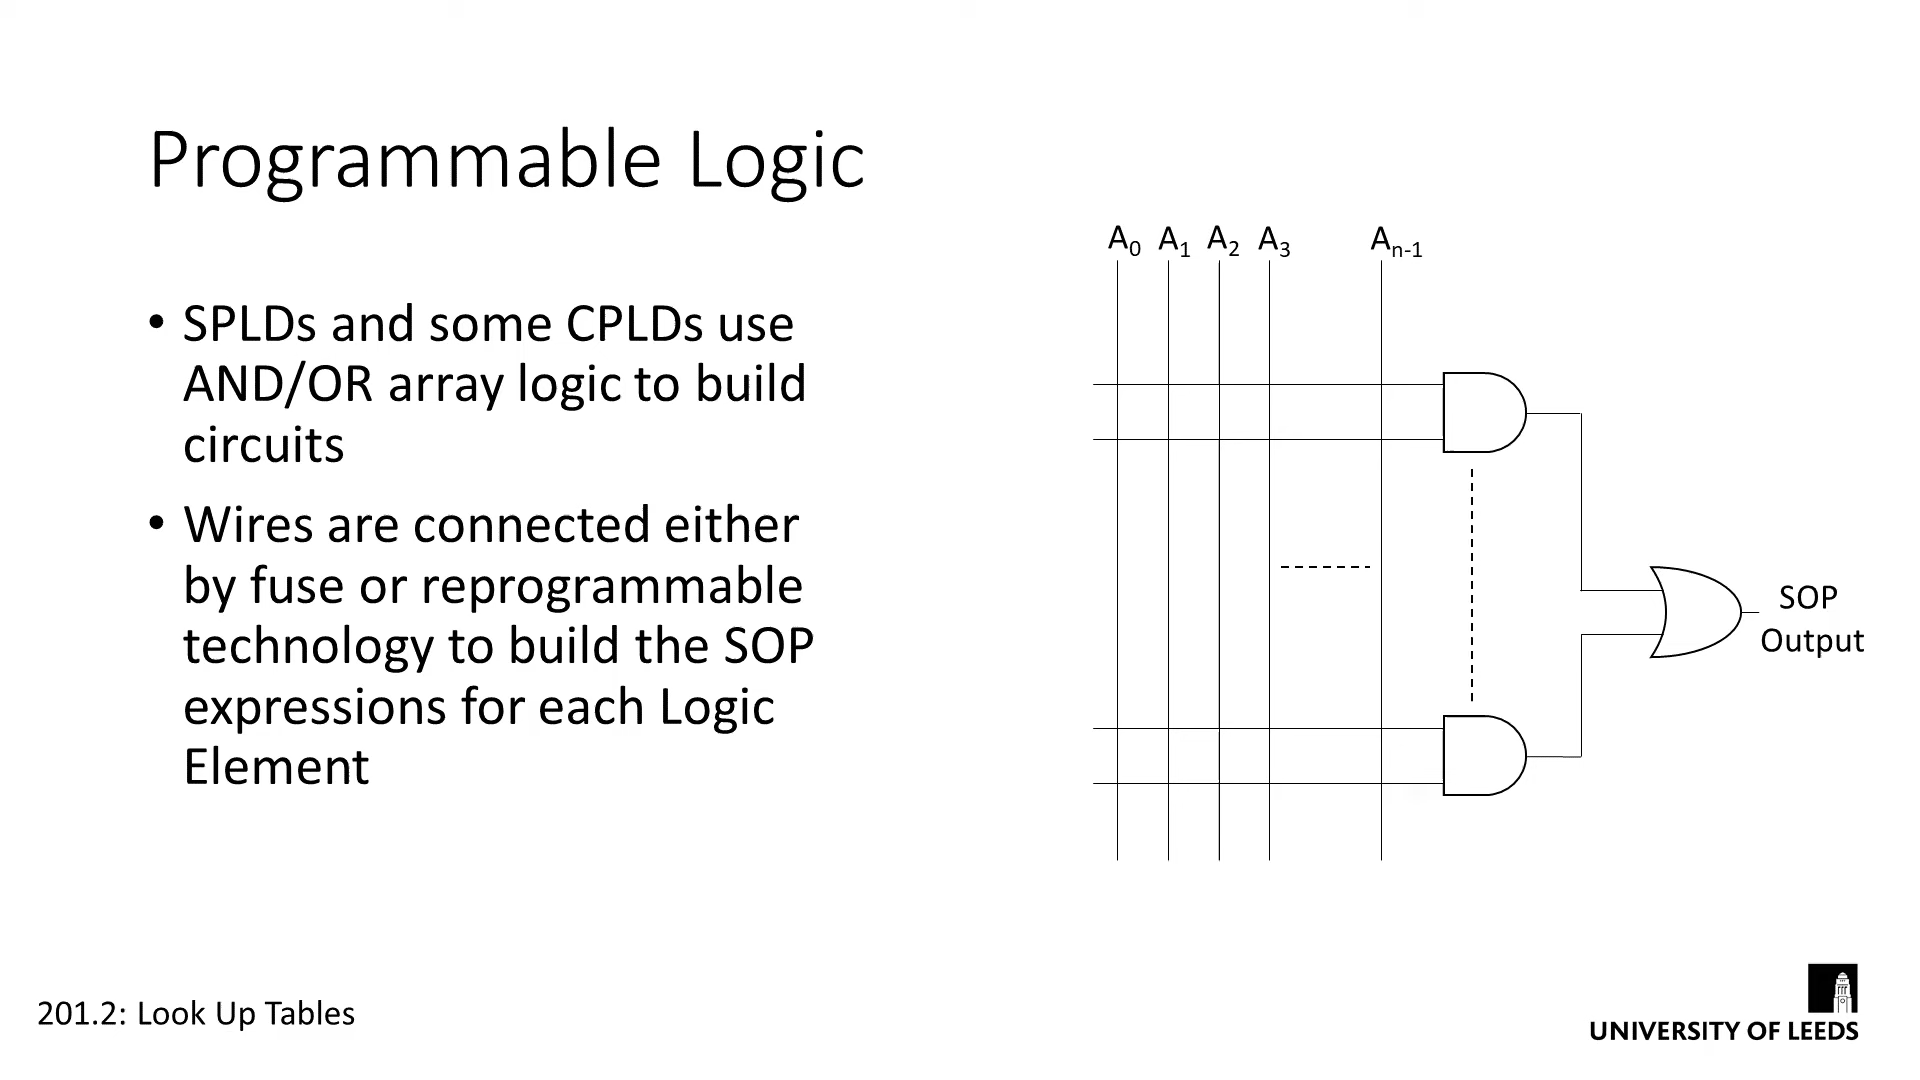 Programmable Logic
• SPLDs and some CPLDs use
AND/OR array logic to build
circuits
• Wires are connected either
by fuse or reprogrammable
technology to build the SOP
expressions for each Logic
Element
A0 A1 A2 A3 An-1
SOP
Output
201.2: Look Up Tables
UNIVERSITY OF LEEDS